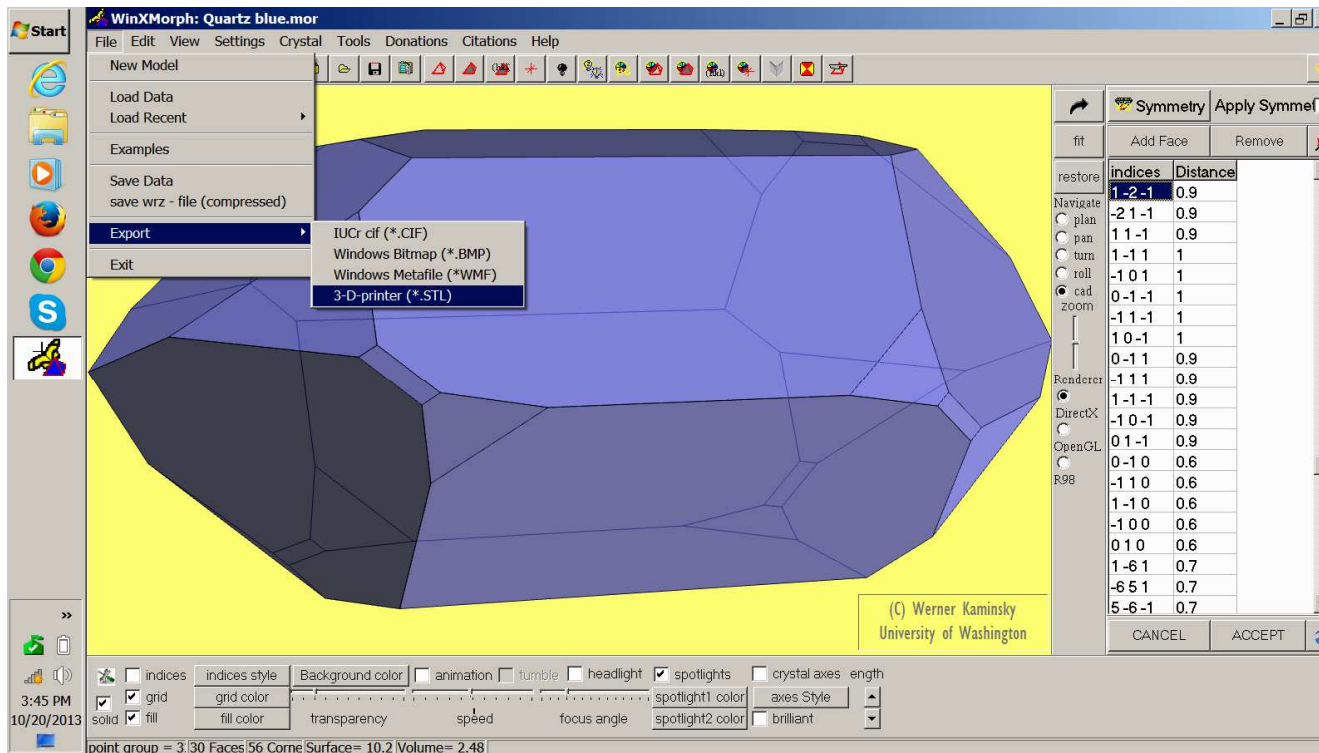 Start
WinXMorph: Quartz blue.mor
File Edit View Settings Crystal Tools Donations Citations Help
New Model
Load Data
Load Recent
Examples
Save Data
save wrz - file (compressed)
Export
Exit
IUCr cif (*.CIF)
Windows Bitmap (*.BMP)
Windows Metafile (*WMF)
3-D-printer (*.STL)
(C) Werner Kaminsky
University of Washington
fit
restore
Navigate
plan
pan
turn
roll
cad
zoom
Renderer
DirectX
OpenGL
R98
Symmetry Apply Symmet
Add Face Remove
indices Distance
1 -2 -1 0.9
-2 1 -1 0.9
1 1 -1 0.9
1 -1 1 1
-1 0 1 1
0 -1 -1 1
-1 1 -1 1
1 0 -1 1
0 -1 1 0.9
-1 1 1 0.9
1 -1 -1 0.9
-1 0 -1 0.9
0 1 -1 0.9
0 -1 0 0.6
-1 1 0 0.6
1 -1 0 0.6
-1 0 0 0.6
0 1 0 0.6
1 -6 1 0.7
-6 5 1 0.7
5 -6 -1 0.7
CANCEL ACCEPT
indices indices style Background color animation tumble headlight spotlights crystal axes ength
grid grid color spotlight1 color axes Style
solid fill fill color transparency speed focus angle spotlight2 color brilliant
point group = 3 30 Faces 56 Corne Surface= 10.2 Volume= 2.48
»
3:45 PM
10/20/2013